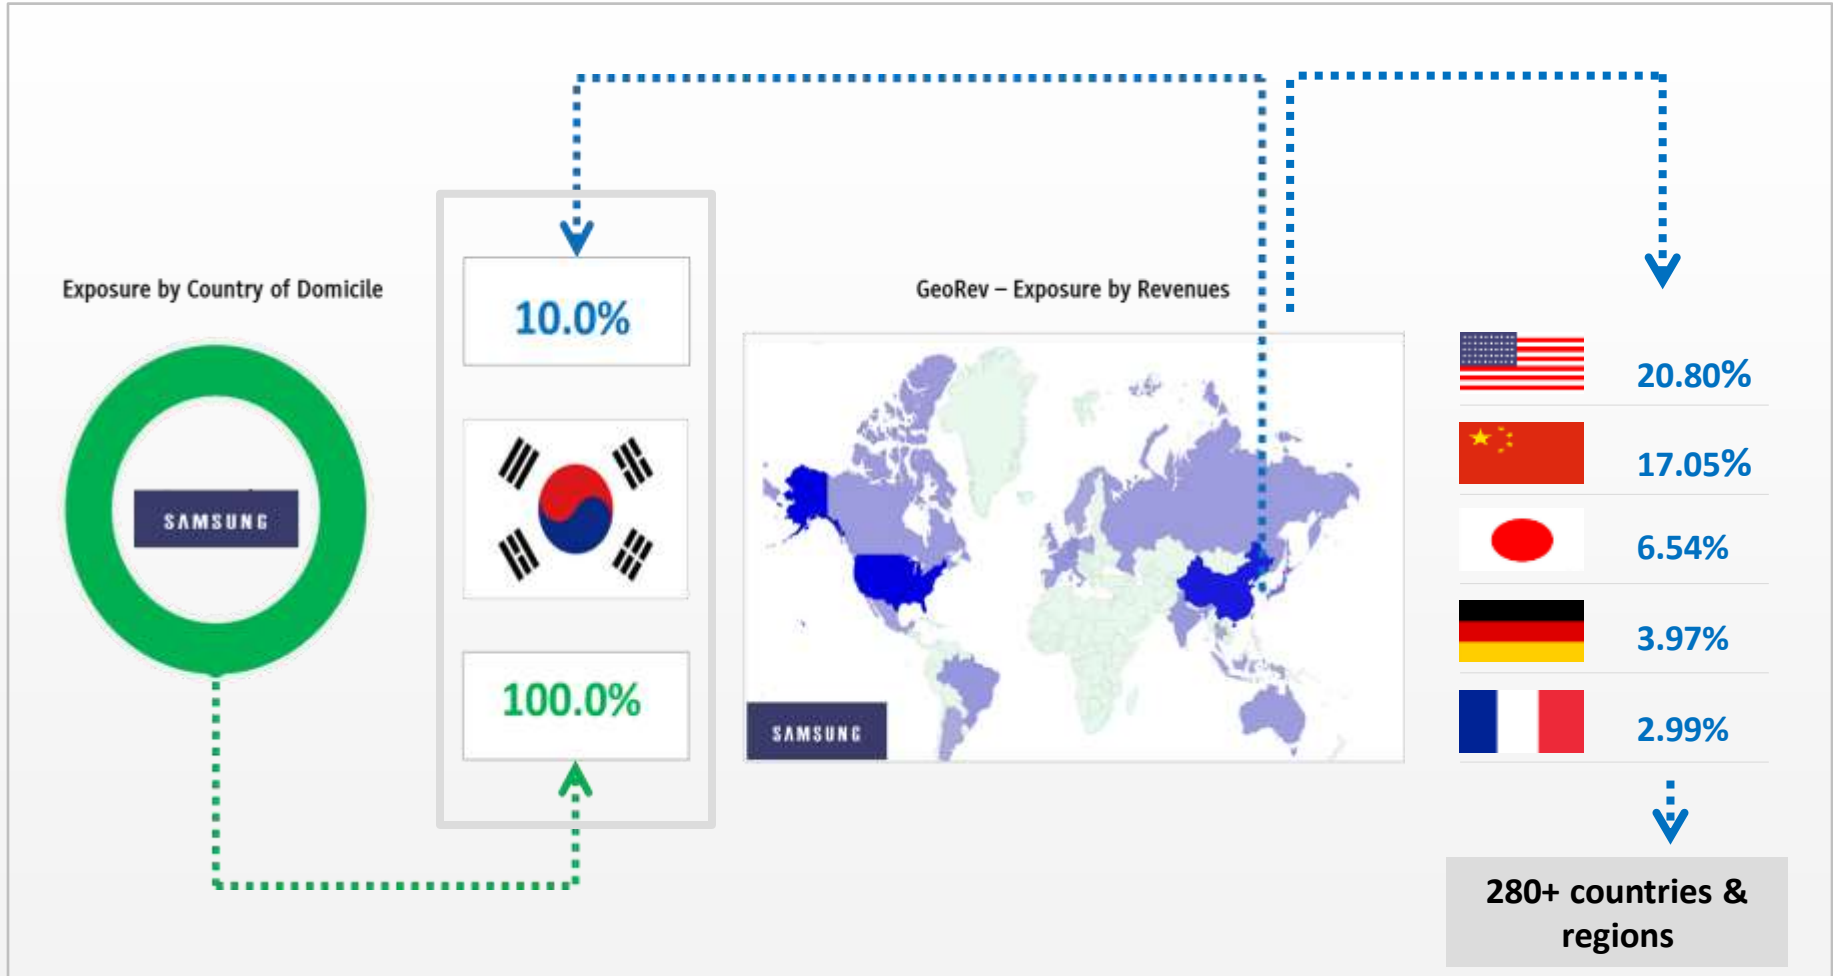 Exposure by Country of Domicile
SAMSUNG
10.0%
100.0%
GeoRev – Exposure by Revenues
SAMSUNG
20.80%
17.05%
6.54%
3.97%
2.99%
280+ countries &
regions